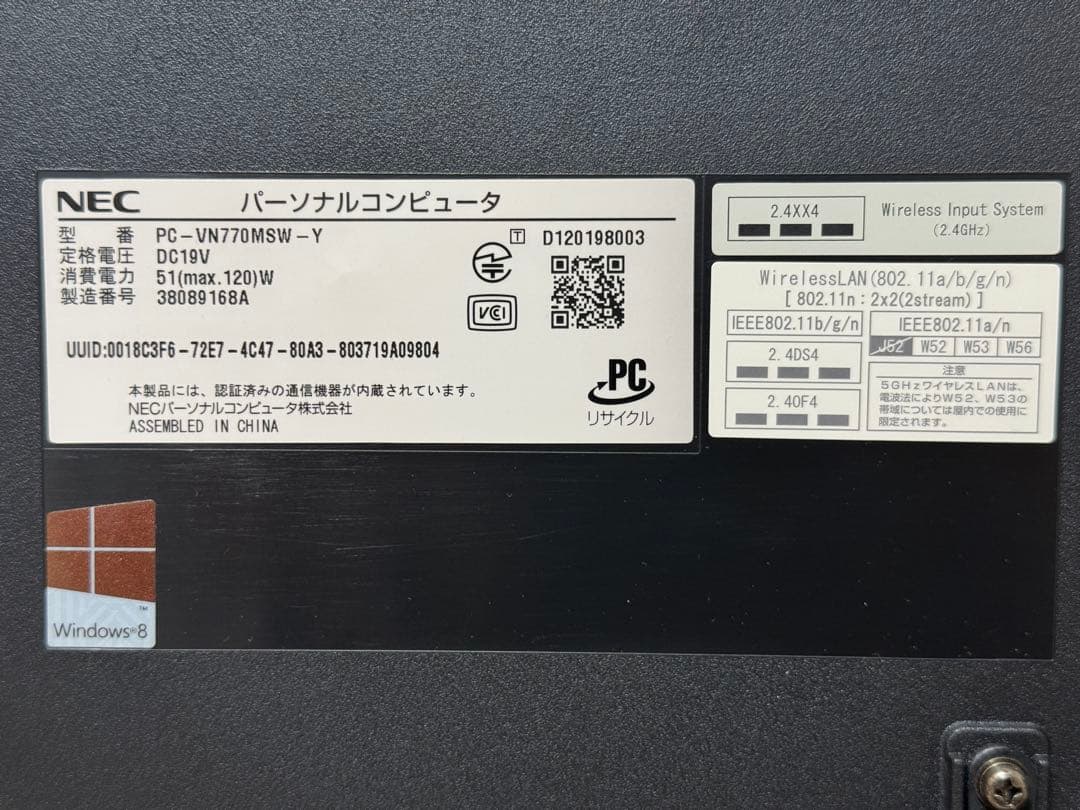 NEC パーソナルコンピュータ
型 番 PC-VN770MSW-Y
定格電圧 DC19V
消費電力 51(max.120)W
製造番号 38089168A
T D120198003
VCI
UUID:0018C3F6-72E7-4C47-80A3-803719A09804
本製品には、認証済みの通信機器が内蔵されています。
NECパーソナルコンピュータ株式会社
ASSEMBLED IN CHINA
PC
リサイクル
2.4XX4
Wireless Input System
(2.4GHz)
WirelessLAN(802.11a/b/g/n)
[ 802.11n : 2x2(2stream) ]
IEEE802.11b/g/n
2.4DS4
2.4OF4
IEEE802.11a/n
J52 W52 W53 W56
注意
5GHzワイヤレスLANは、
電波法によりW52、W53の
帯域については屋内での使用に
限定されます。
Windows®8
™